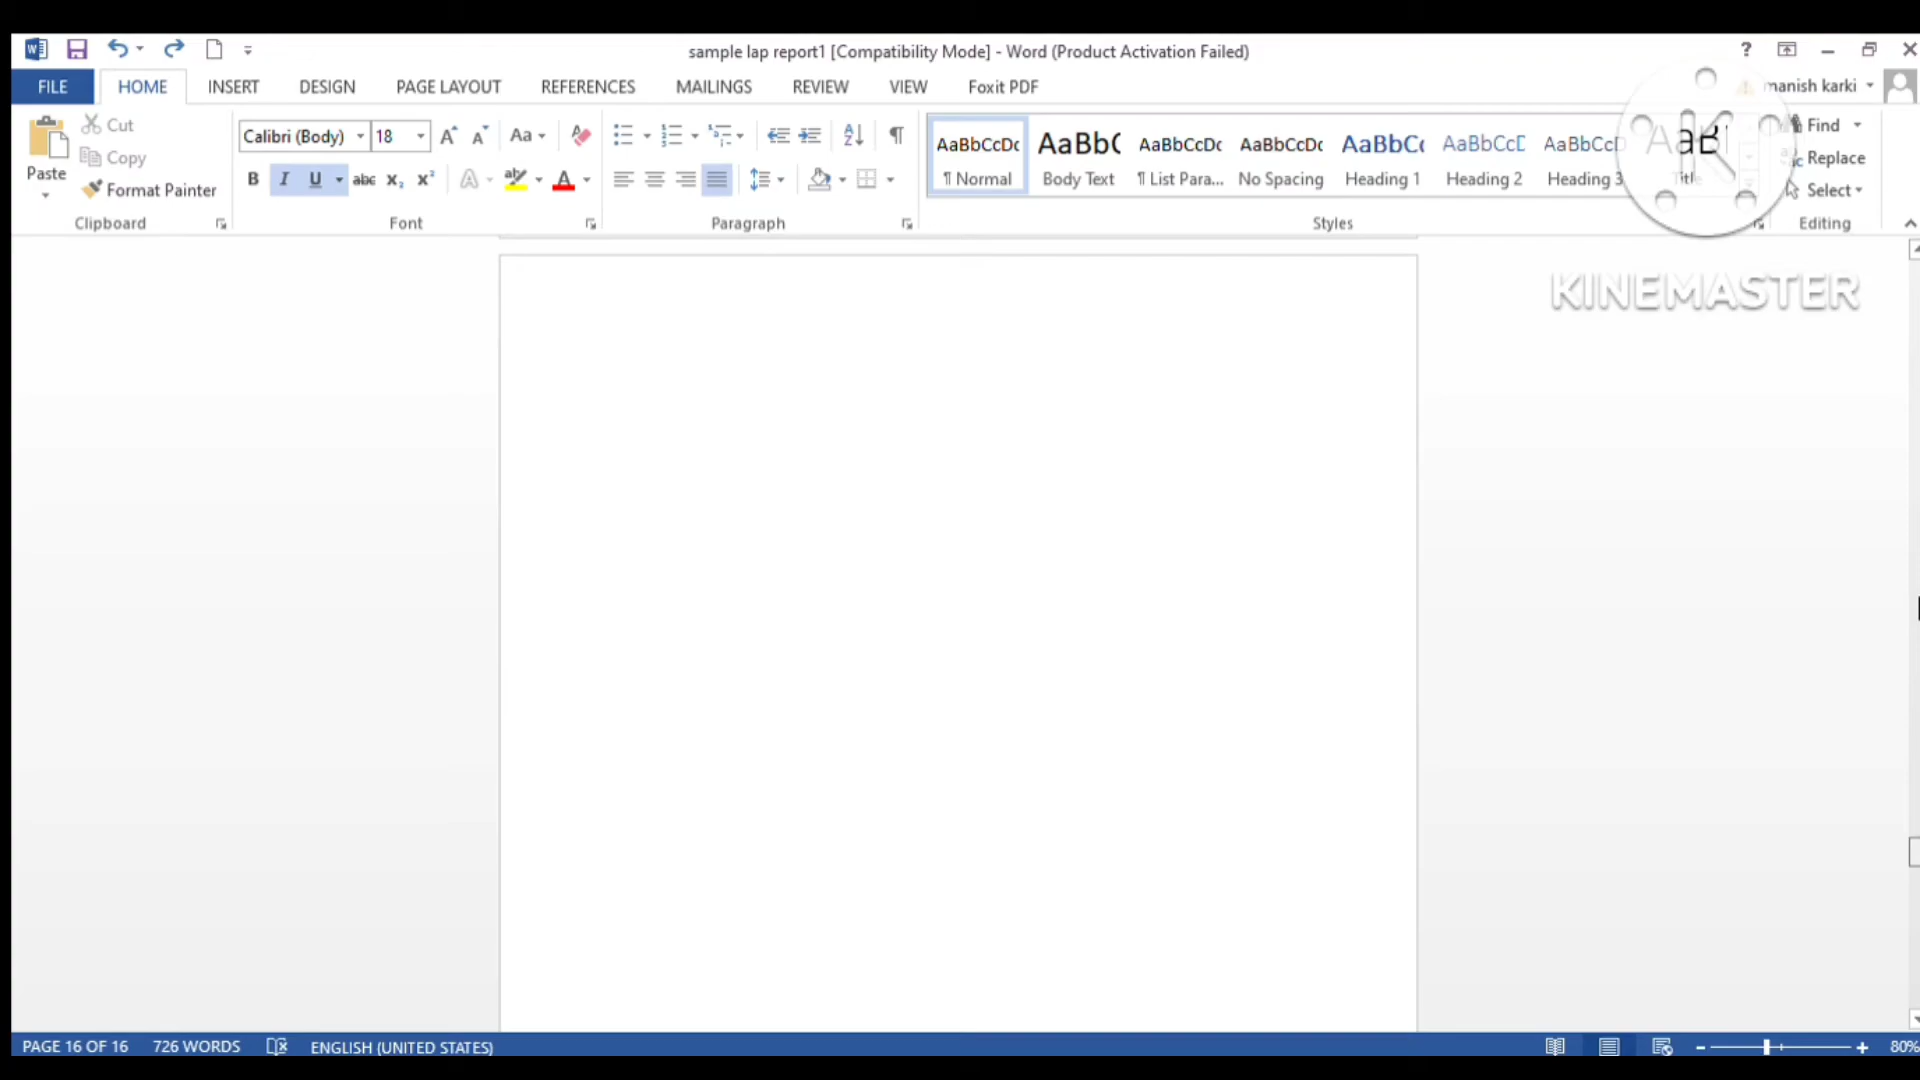 sample lap report1 [Compatibility Mode] - Word (Product Activation Failed)
FILE HOME INSERT DESIGN PAGE LAYOUT REFERENCES MAILINGS REVIEW VIEW Foxit PDF manish karki
Paste
Cut
Copy
Format Painter
Clipboard
Calibri (Body) 18
Font
Paragraph
AaBbCcDc AaBbC AaBbCcDc AaBbCcDc AaBbCc AaBbCcD AaBbCcD
¶ Normal Body Text ¶ List Para... No Spacing Heading 1 Heading 2 Heading 3 Title
Styles
Find
Replace
Select
Editing
KINEMASTER
PAGE 16 OF 16 726 WORDS ENGLISH (UNITED STATES) 80%